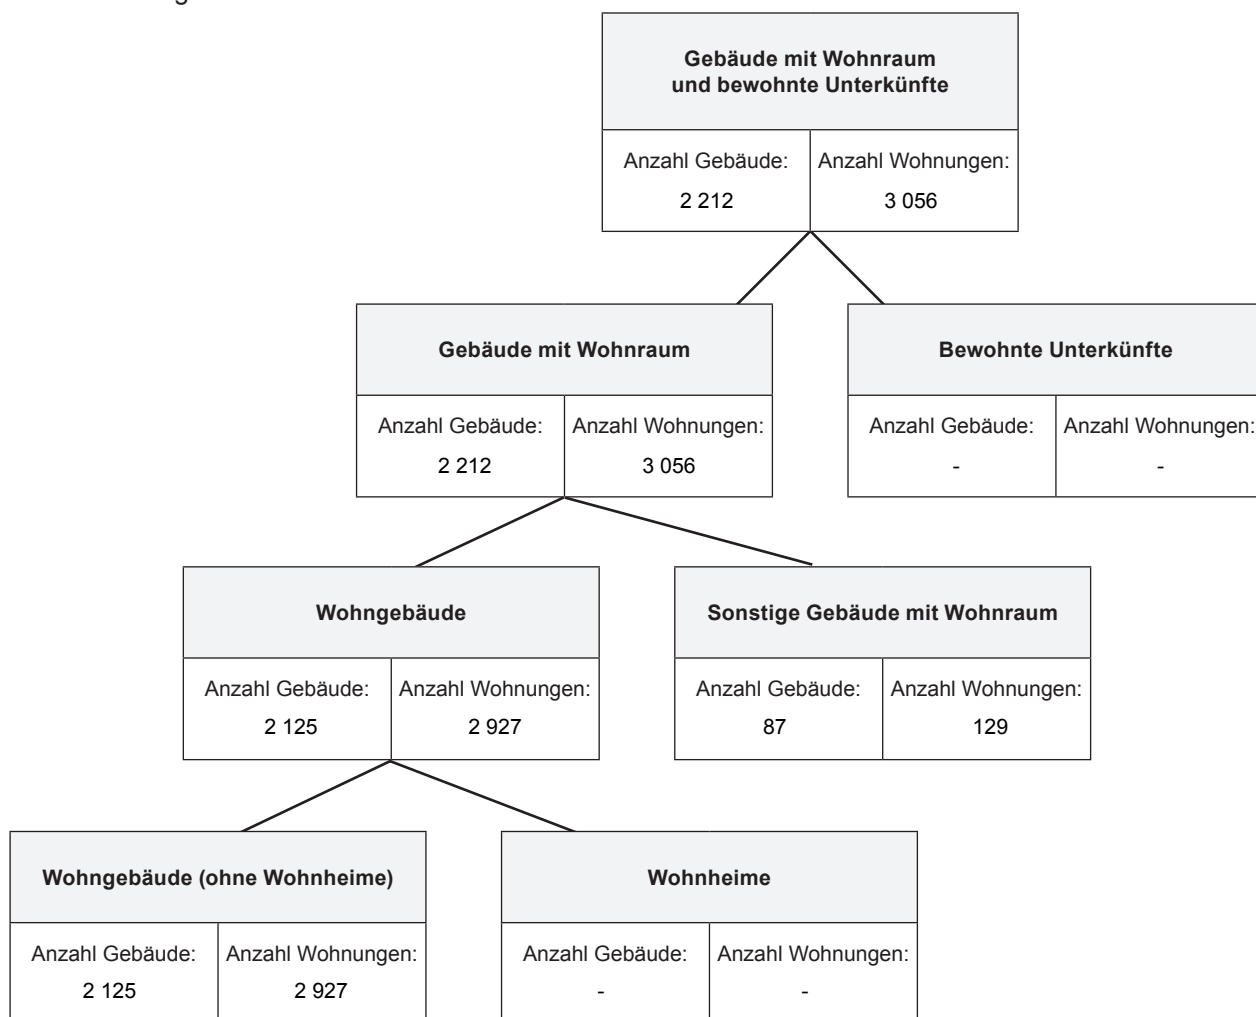 Gebäude mit Wohnraum
und bewohnte Unterkünfte
Anzahl Gebäude: Anzahl Wohnungen:
2 212 3 056
Gebäude mit Wohnraum
Anzahl Gebäude: Anzahl Wohnungen:
2 212 3 056
Bewohnte Unterkünfte
Anzahl Gebäude: Anzahl Wohnungen:
- -
Wohngebäude
Anzahl Gebäude: Anzahl Wohnungen:
2 125 2 927
Sonstige Gebäude mit Wohnraum
Anzahl Gebäude: Anzahl Wohnungen:
87 129
Wohngebäude (ohne Wohnheime)
Anzahl Gebäude: Anzahl Wohnungen:
2 125 2 927
Wohnheime
Anzahl Gebäude: Anzahl Wohnungen:
- -